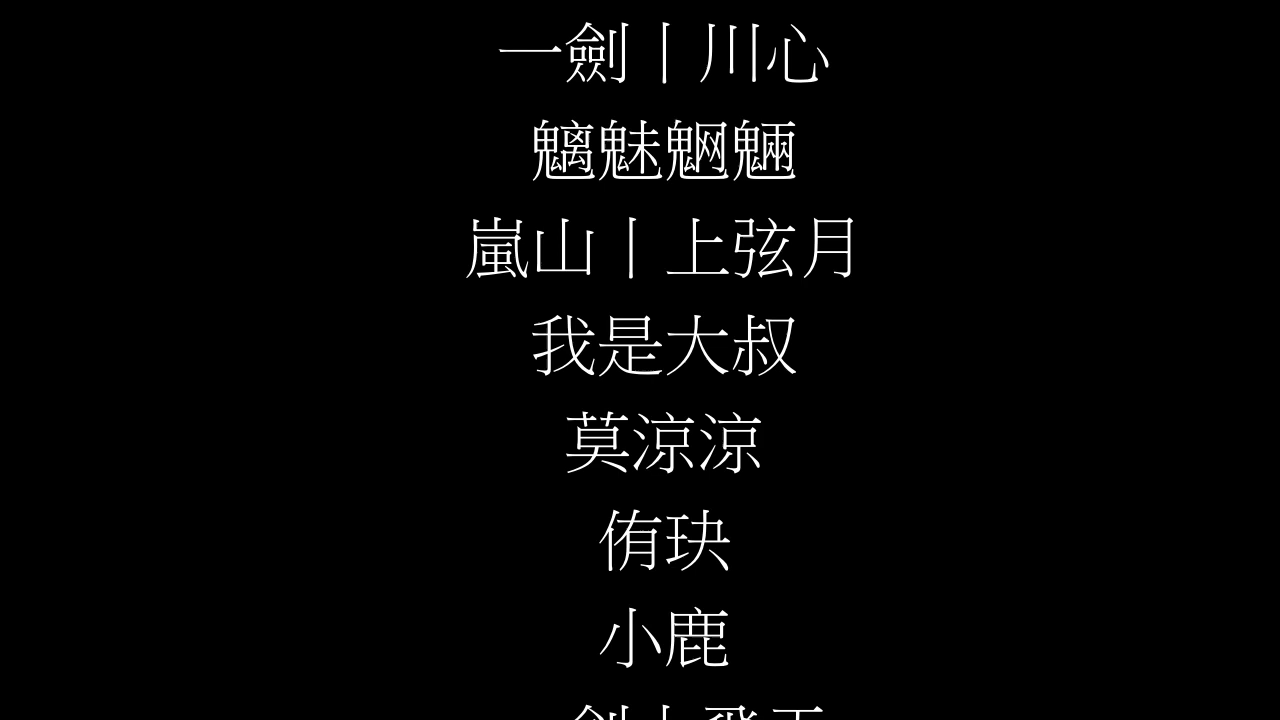 一劍丨川心
魑魅魍魎
嵐山丨上弦月
我是大叔
莫涼涼
侑玦
小鹿